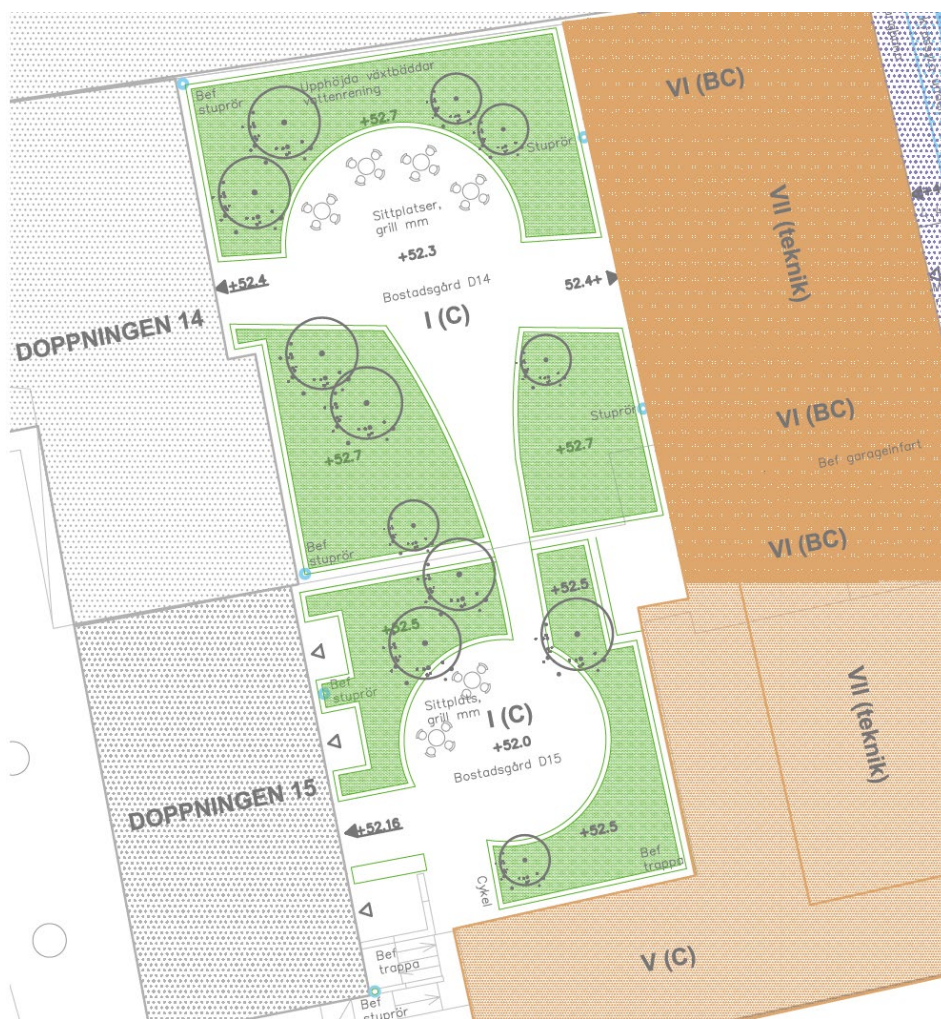 Bef
stuprör
Upphöjda växtbäddar
vattenrening
+52.7
Stuprör
VI (BC)
Sittplatser,
grill mm
+52.3
VII (teknik)
+52.4
52.4+
Bostadsgård D14
I (C)
DOPPNINGEN 14
Stuprör
VI (BC)
+52.7
+52.7
Bef garageinfart
Bef
stuprör
VI (BC)
+52.5
+52.5
Bef
stuprör
Sittplats,
grill mm
I (C)
+52.0
Bostadsgård D15
VII (teknik)
DOPPNINGEN 15
+52.16
+52.5
Bef
trappa
Cykel
Bef
trappa
V (C)
Bef
stuprör